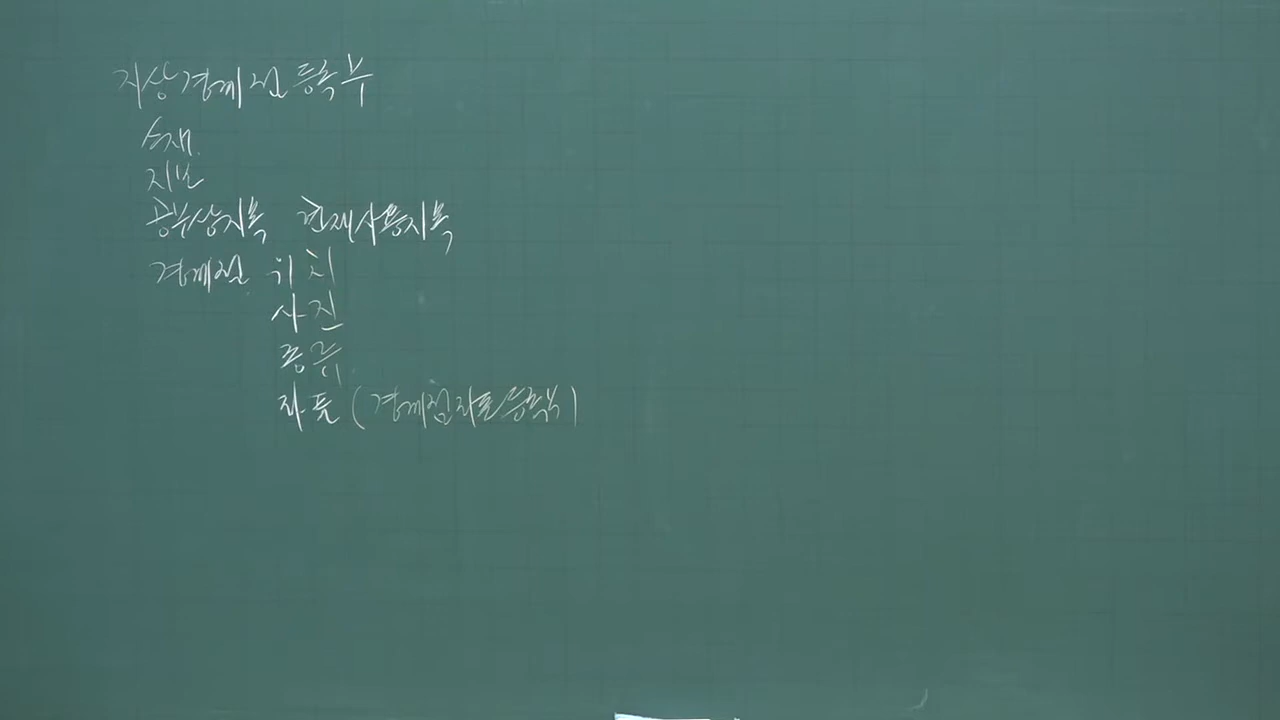 지상경계점등록부
소재
지번
공부상지목 현재사용지목
경계점 위치
사진
종류
좌표 (경계점좌표등록부)